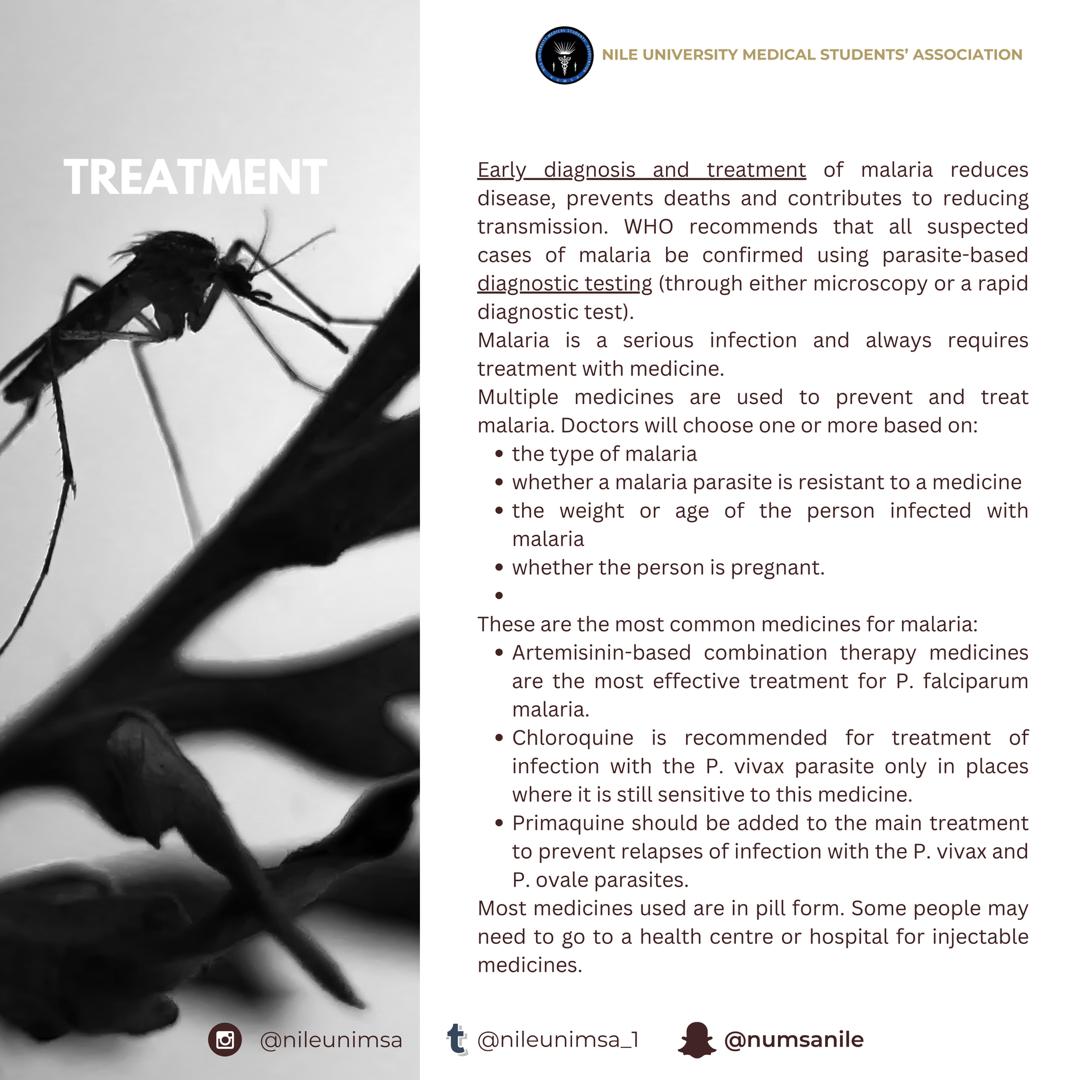 NILE UNIVERSITY MEDICAL STUDENTS' ASSOCIATION
TREATMENT
Early diagnosis and treatment of malaria reduces
disease, prevents deaths and contributes to reducing
transmission. WHO recommends that all suspected
cases of malaria be confirmed using parasite-based
diagnostic testing (through either microscopy or a rapid
diagnostic test).
Malaria is a serious infection and always requires
treatment with medicine.
Multiple medicines are used to prevent and treat
malaria. Doctors will choose one or more based on:
• the type of malaria
• whether a malaria parasite is resistant to a medicine
• the weight or age of the person infected with
malaria
• whether the person is pregnant.
•
These are the most common medicines for malaria:
• Artemisinin-based combination therapy medicines
are the most effective treatment for P. falciparum
malaria.
• Chloroquine is recommended for treatment of
infection with the P. vivax parasite only in places
where it is still sensitive to this medicine.
• Primaquine should be added to the main treatment
to prevent relapses of infection with the P. vivax and
P. ovale parasites.
Most medicines used are in pill form. Some people may
need to go to a health centre or hospital for injectable
medicines.
@nileunimsa
t @nileunimsa_1
@numsanile